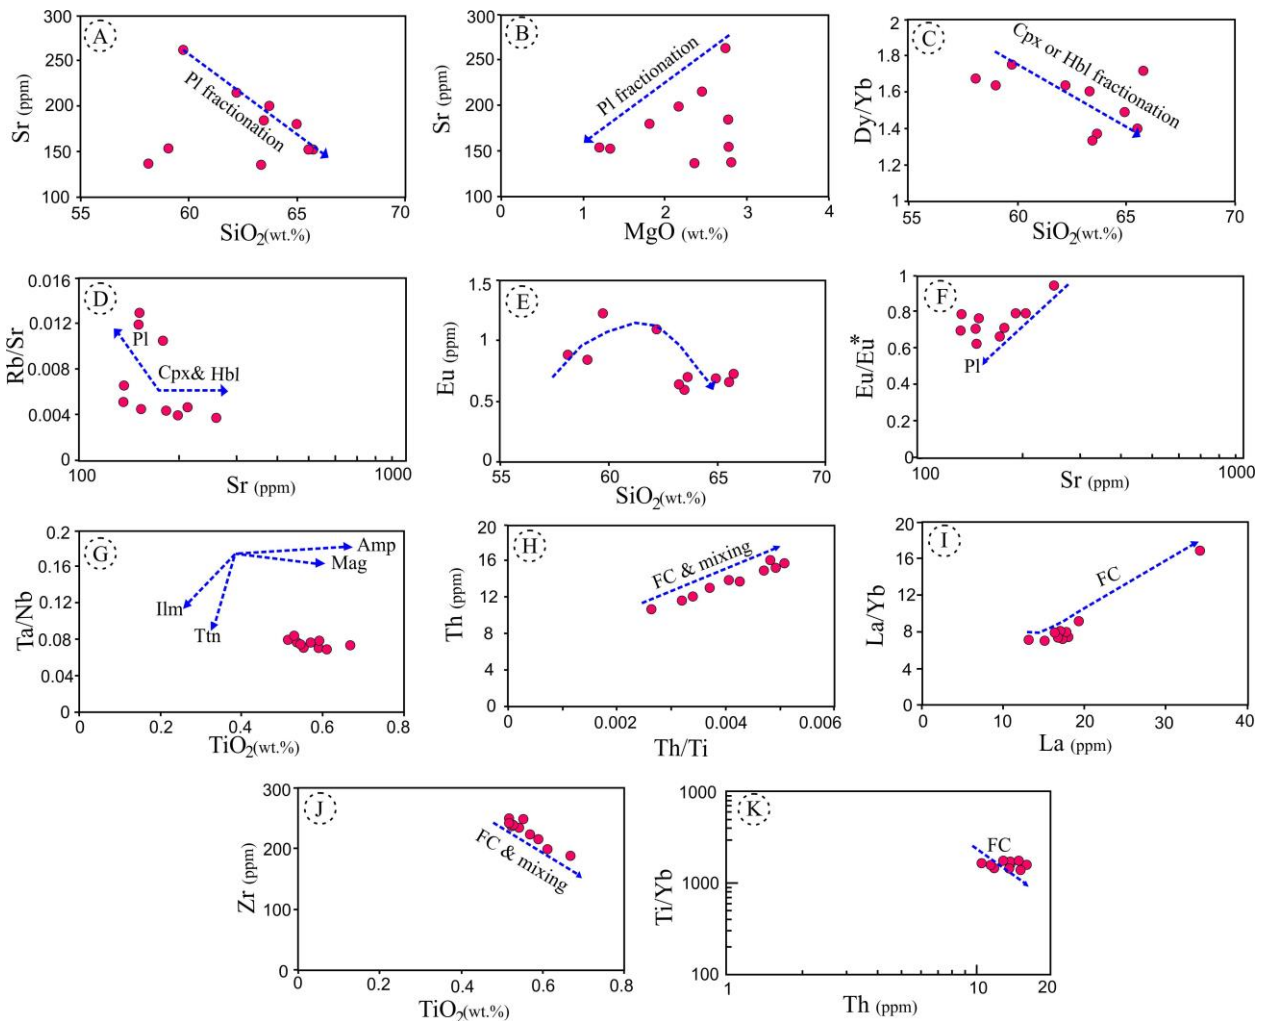 A
300
250
200
150
100
Sr (ppm)
Pl fractionation
55
60
65
70
SiO2(wt.%)
B
300
250
200
150
100
Sr (ppm)
Pl fractionation
0
1
2
3
4
MgO (wt.%)
C
2
1.8
1.6
1.4
1.2
1
Dy/Yb
Cpx or Hbl fractionation
55
60
65
70
SiO2(wt.%)
D
0.016
0.012
0.008
0.004
0
Rb/Sr
Pl
Cpx& Hbl
100
1000
Sr (ppm)
E
1.5
1
0.5
0
Eu (ppm)
55
60
65
70
SiO2(wt.%)
F
1
0.8
0.6
0.4
0.2
0
Eu/Eu*
Pl
100
1000
Sr (ppm)
G
0.2
0.16
0.12
0.08
0.04
0
Ta/Nb
Amp
Mag
Ilm
Ttn
0
0.2
0.4
0.6
0.8
TiO2(wt.%)
H
20
16
12
8
4
0
Th (ppm)
FC & mixing
0
0.002
0.004
0.006
Th/Ti
I
20
16
12
8
4
0
La/Yb
FC
0
10
20
30
40
La (ppm)
J
300
200
100
0
Zr (ppm)
FC & mixing
0
0.2
0.4
0.6
0.8
TiO2(wt.%)
K
1000
1000
100
Ti/Yb
FC
1
10
20
Th (ppm)